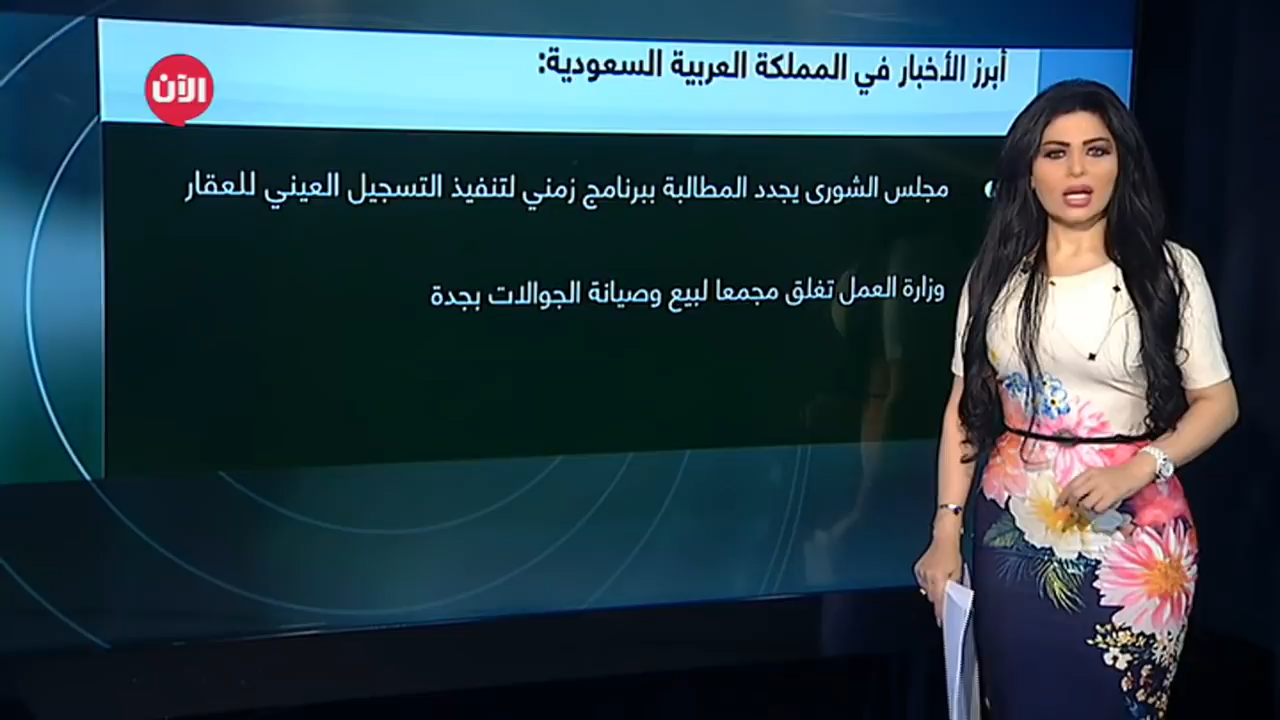 أبرز الأخبار في المملكة العربية السعودية:
الآن
مجلس الشورى يجدد المطالبة ببرنامج زمني لتنفيذ التسجيل العيني للعقار
وزارة العمل تغلق مجمعا لبيع وصيانة الجوالات بجدة